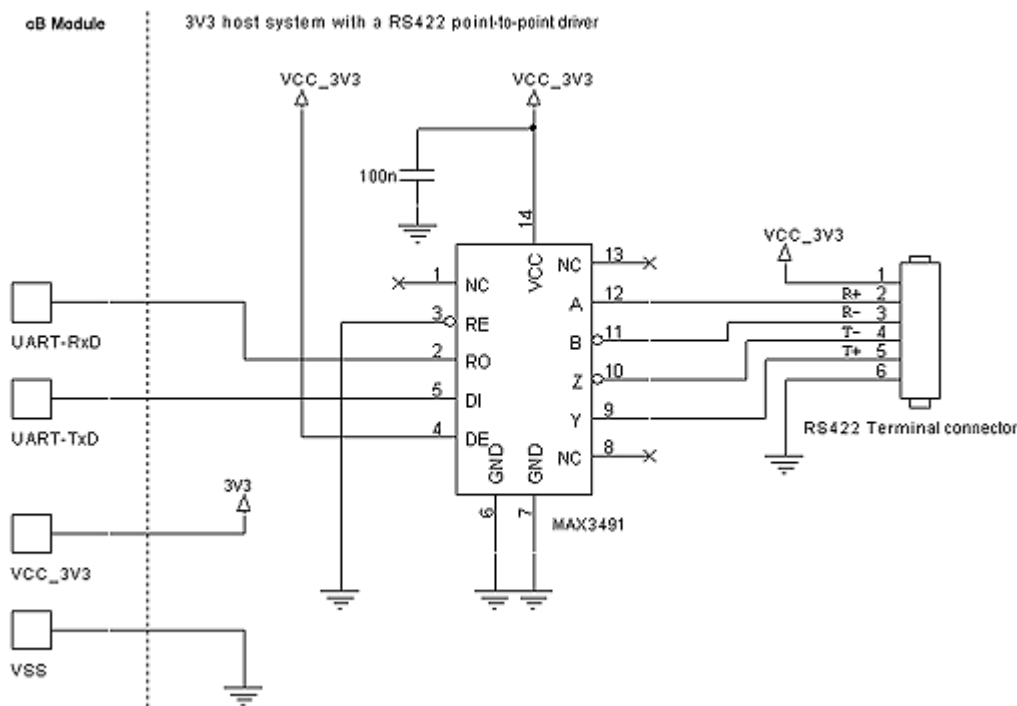 cB Module
3V3 host system with a RS422 point-to-point driver
VCC_3V3
VCC_3V3
100n
14
VCC
VCC_3V3
1
NC
NC
13
1
UART-RxD
3
RE
A
12
R+
2
2
RO
B
11
R-
3
UART-TxD
5
DI
Z
10
T-
4
4
DE
Y
9
T+
5
GND
GND
NC
8
6
RS422 Terminal connector
6
7
MAX3491
3V3
VCC_3V3
VSS